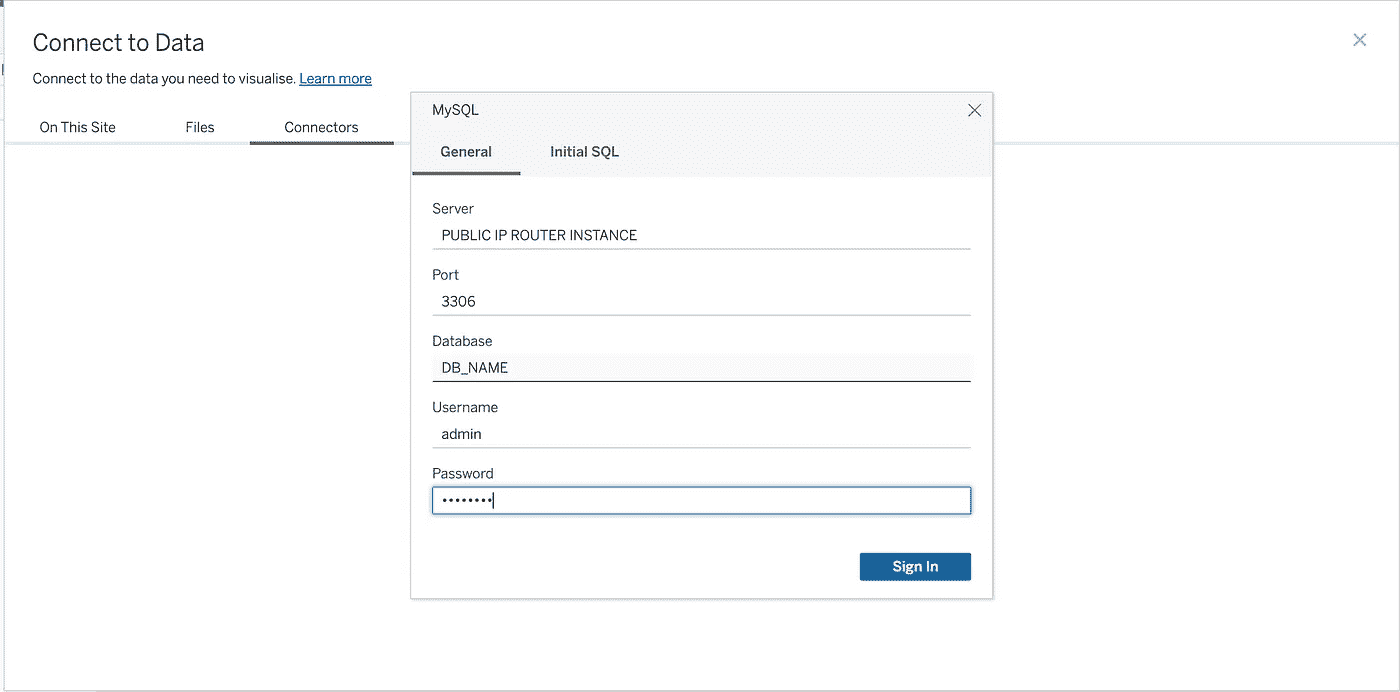 Connect to Data
Connect to the data you need to visualise. Learn more
On This Site Files Connectors
MySQL
General Initial SQL
Server
PUBLIC IP ROUTER INSTANCE
Port
3306
Database
DB_NAME
Username
admin
Password
••••••••
Sign In